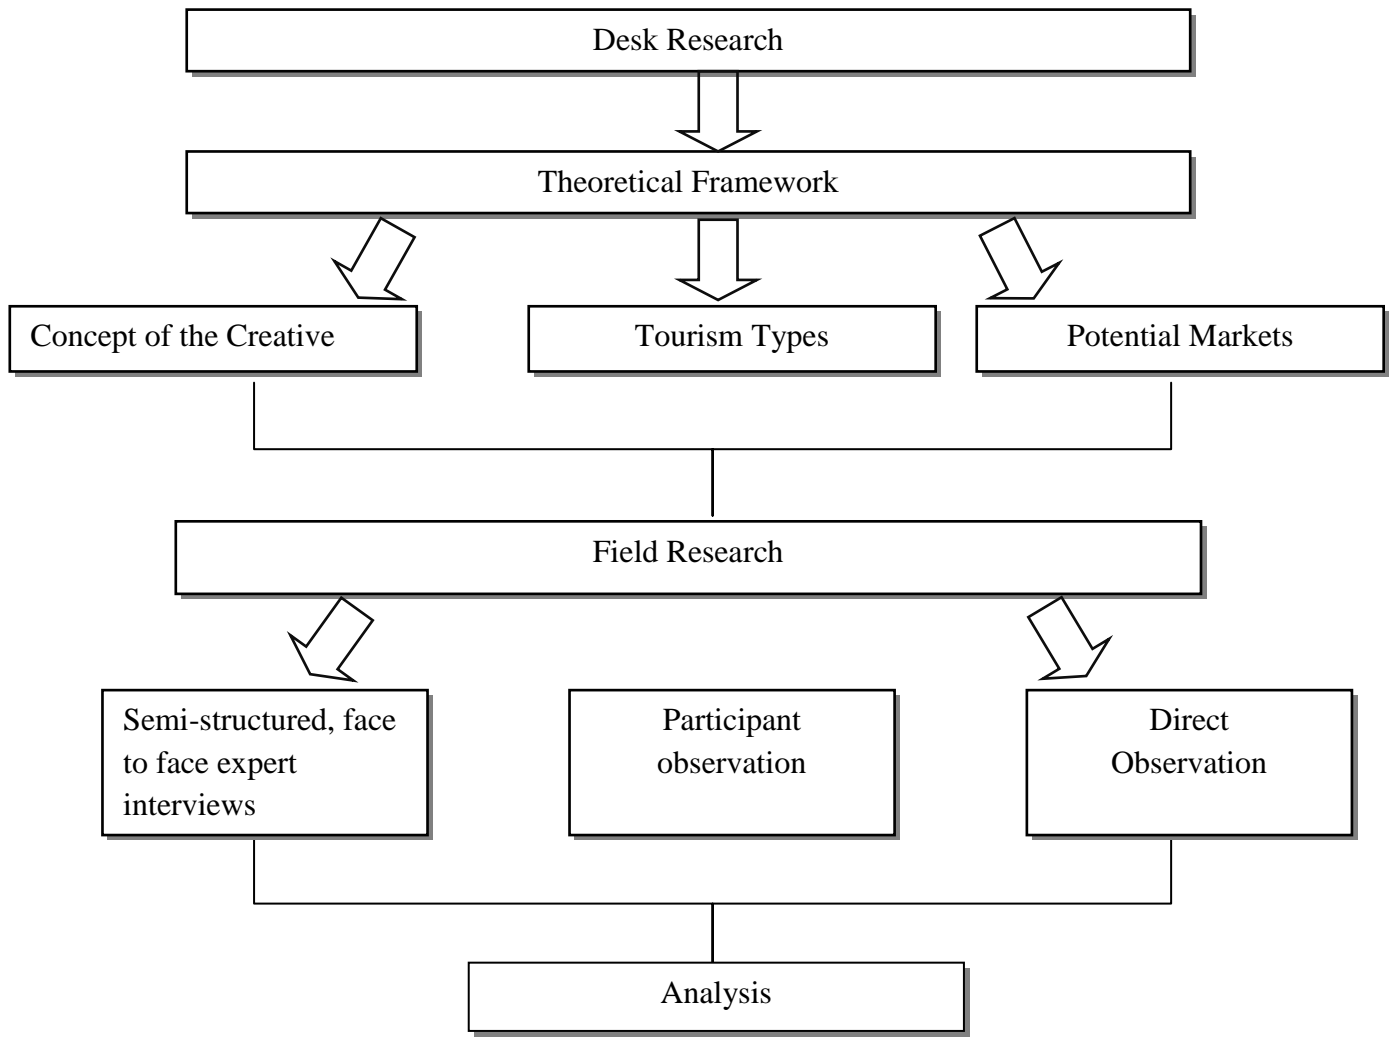 Desk Research
Theoretical Framework
Concept of the Creative
Tourism Types
Potential Markets
Field Research
Semi-structured, face
to face expert
interviews
Participant
observation
Direct
Observation
Analysis